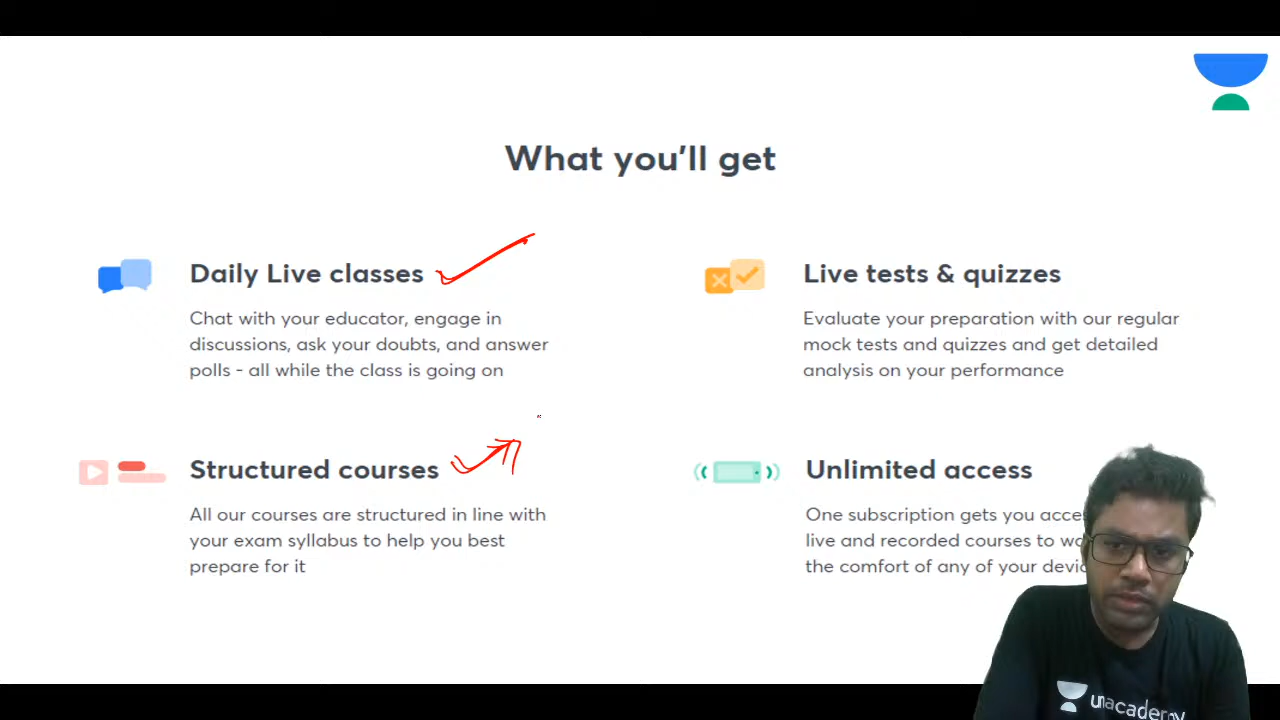 What you'll get
Daily Live classes
Chat with your educator, engage in
discussions, ask your doubts, and answer
polls - all while the class is going on
Live tests & quizzes
Evaluate your preparation with our regular
mock tests and quizzes and get detailed
analysis on your performance
Structured courses
All our courses are structured in line with
your exam syllabus to help you best
prepare for it
Unlimited access
One subscription gets you
live and recorded courses to
the comfort of any of your
unacademy